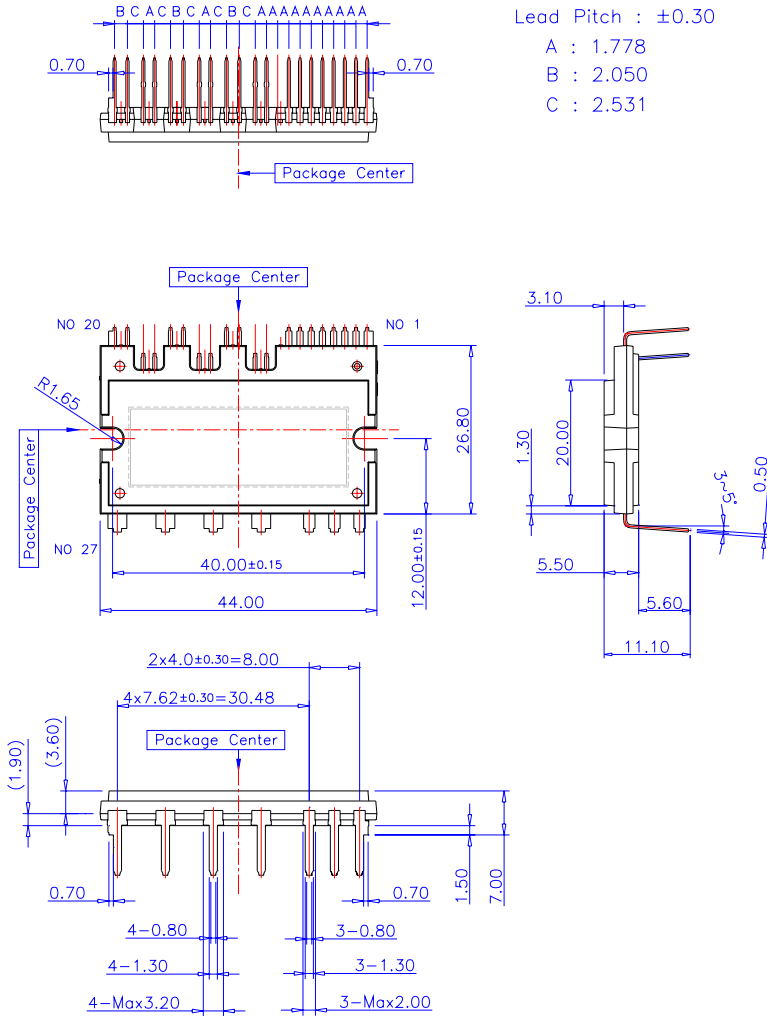 B C A C B C A C B C A A A A A A A A A
Lead Pitch : ±0.30
A : 1.778
B : 2.050
C : 2.531
0.70
0.70
Package Center
Package Center
NO 20
NO 1
3.10
R1.65
Package Center
26.80
1.30
20.00
3~5°
0.50
NO 27
40.00±0.15
12.00±0.15
44.00
5.50
5.60
11.10
2x4.0±0.30=8.00
4x7.62±0.30=30.48
Package Center
(1.90)
(3.60)
0.70
0.70
1.50
7.00
4-0.80
3-0.80
4-1.30
3-1.30
4-Max3.20
3-Max2.00